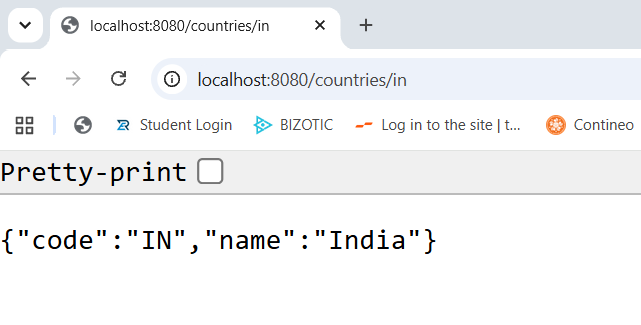 localhost:8080/countries/in
localhost:8080/countries/in
Student Login BIZOTIC Log in to the site | t... Contineo
Pretty-print
{"code":"IN","name":"India"}